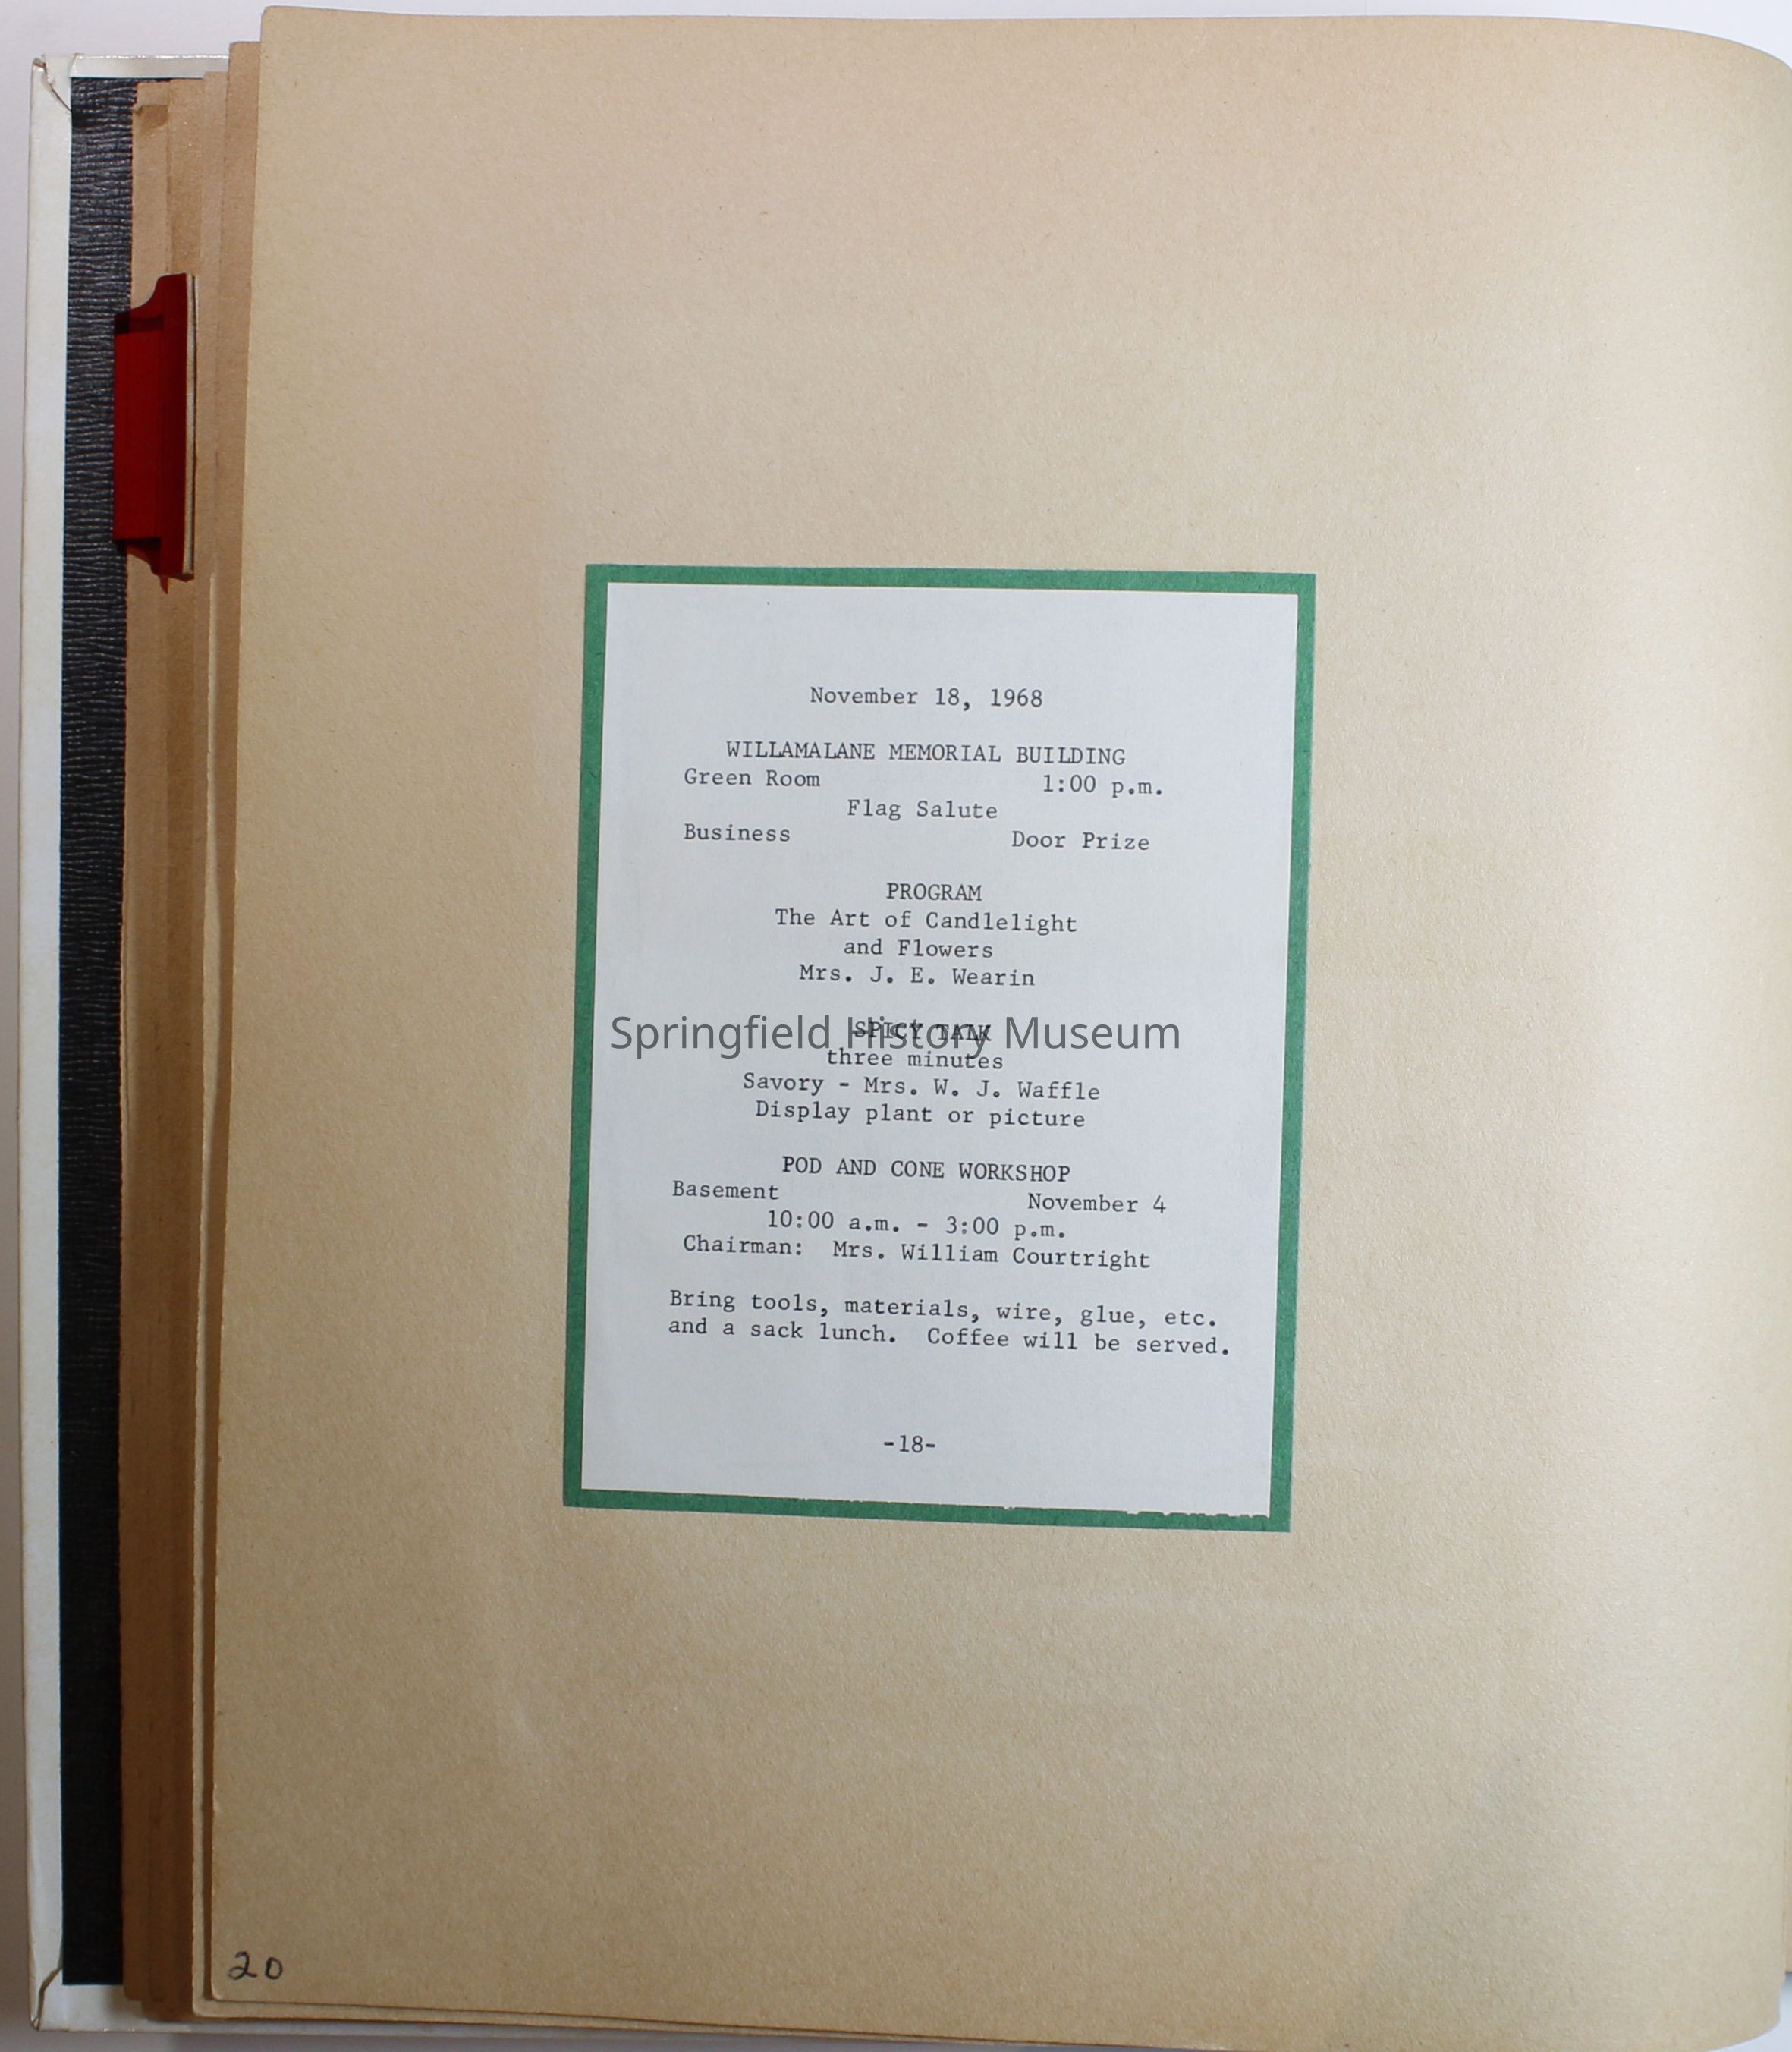 November 18, 1968
WILLAMALANE MEMORIAL BUILDING
Green Room 1:00 p.m.
Flag Salute
Business Door Prize
PROGRAM
The Art of Candlelight
and Flowers
Mrs. J. E. Wearin
SPICY TALK
Springfield History Museum
three minutes
Savory - Mrs. W. J. Waffle
Display plant or picture
POD AND CONE WORKSHOP
Basement November 4
10:00 a.m. - 3:00 p.m.
Chairman: Mrs. William Courtright
Bring tools, materials, wire, glue, etc.
and a sack lunch. Coffee will be served.
-18-
20